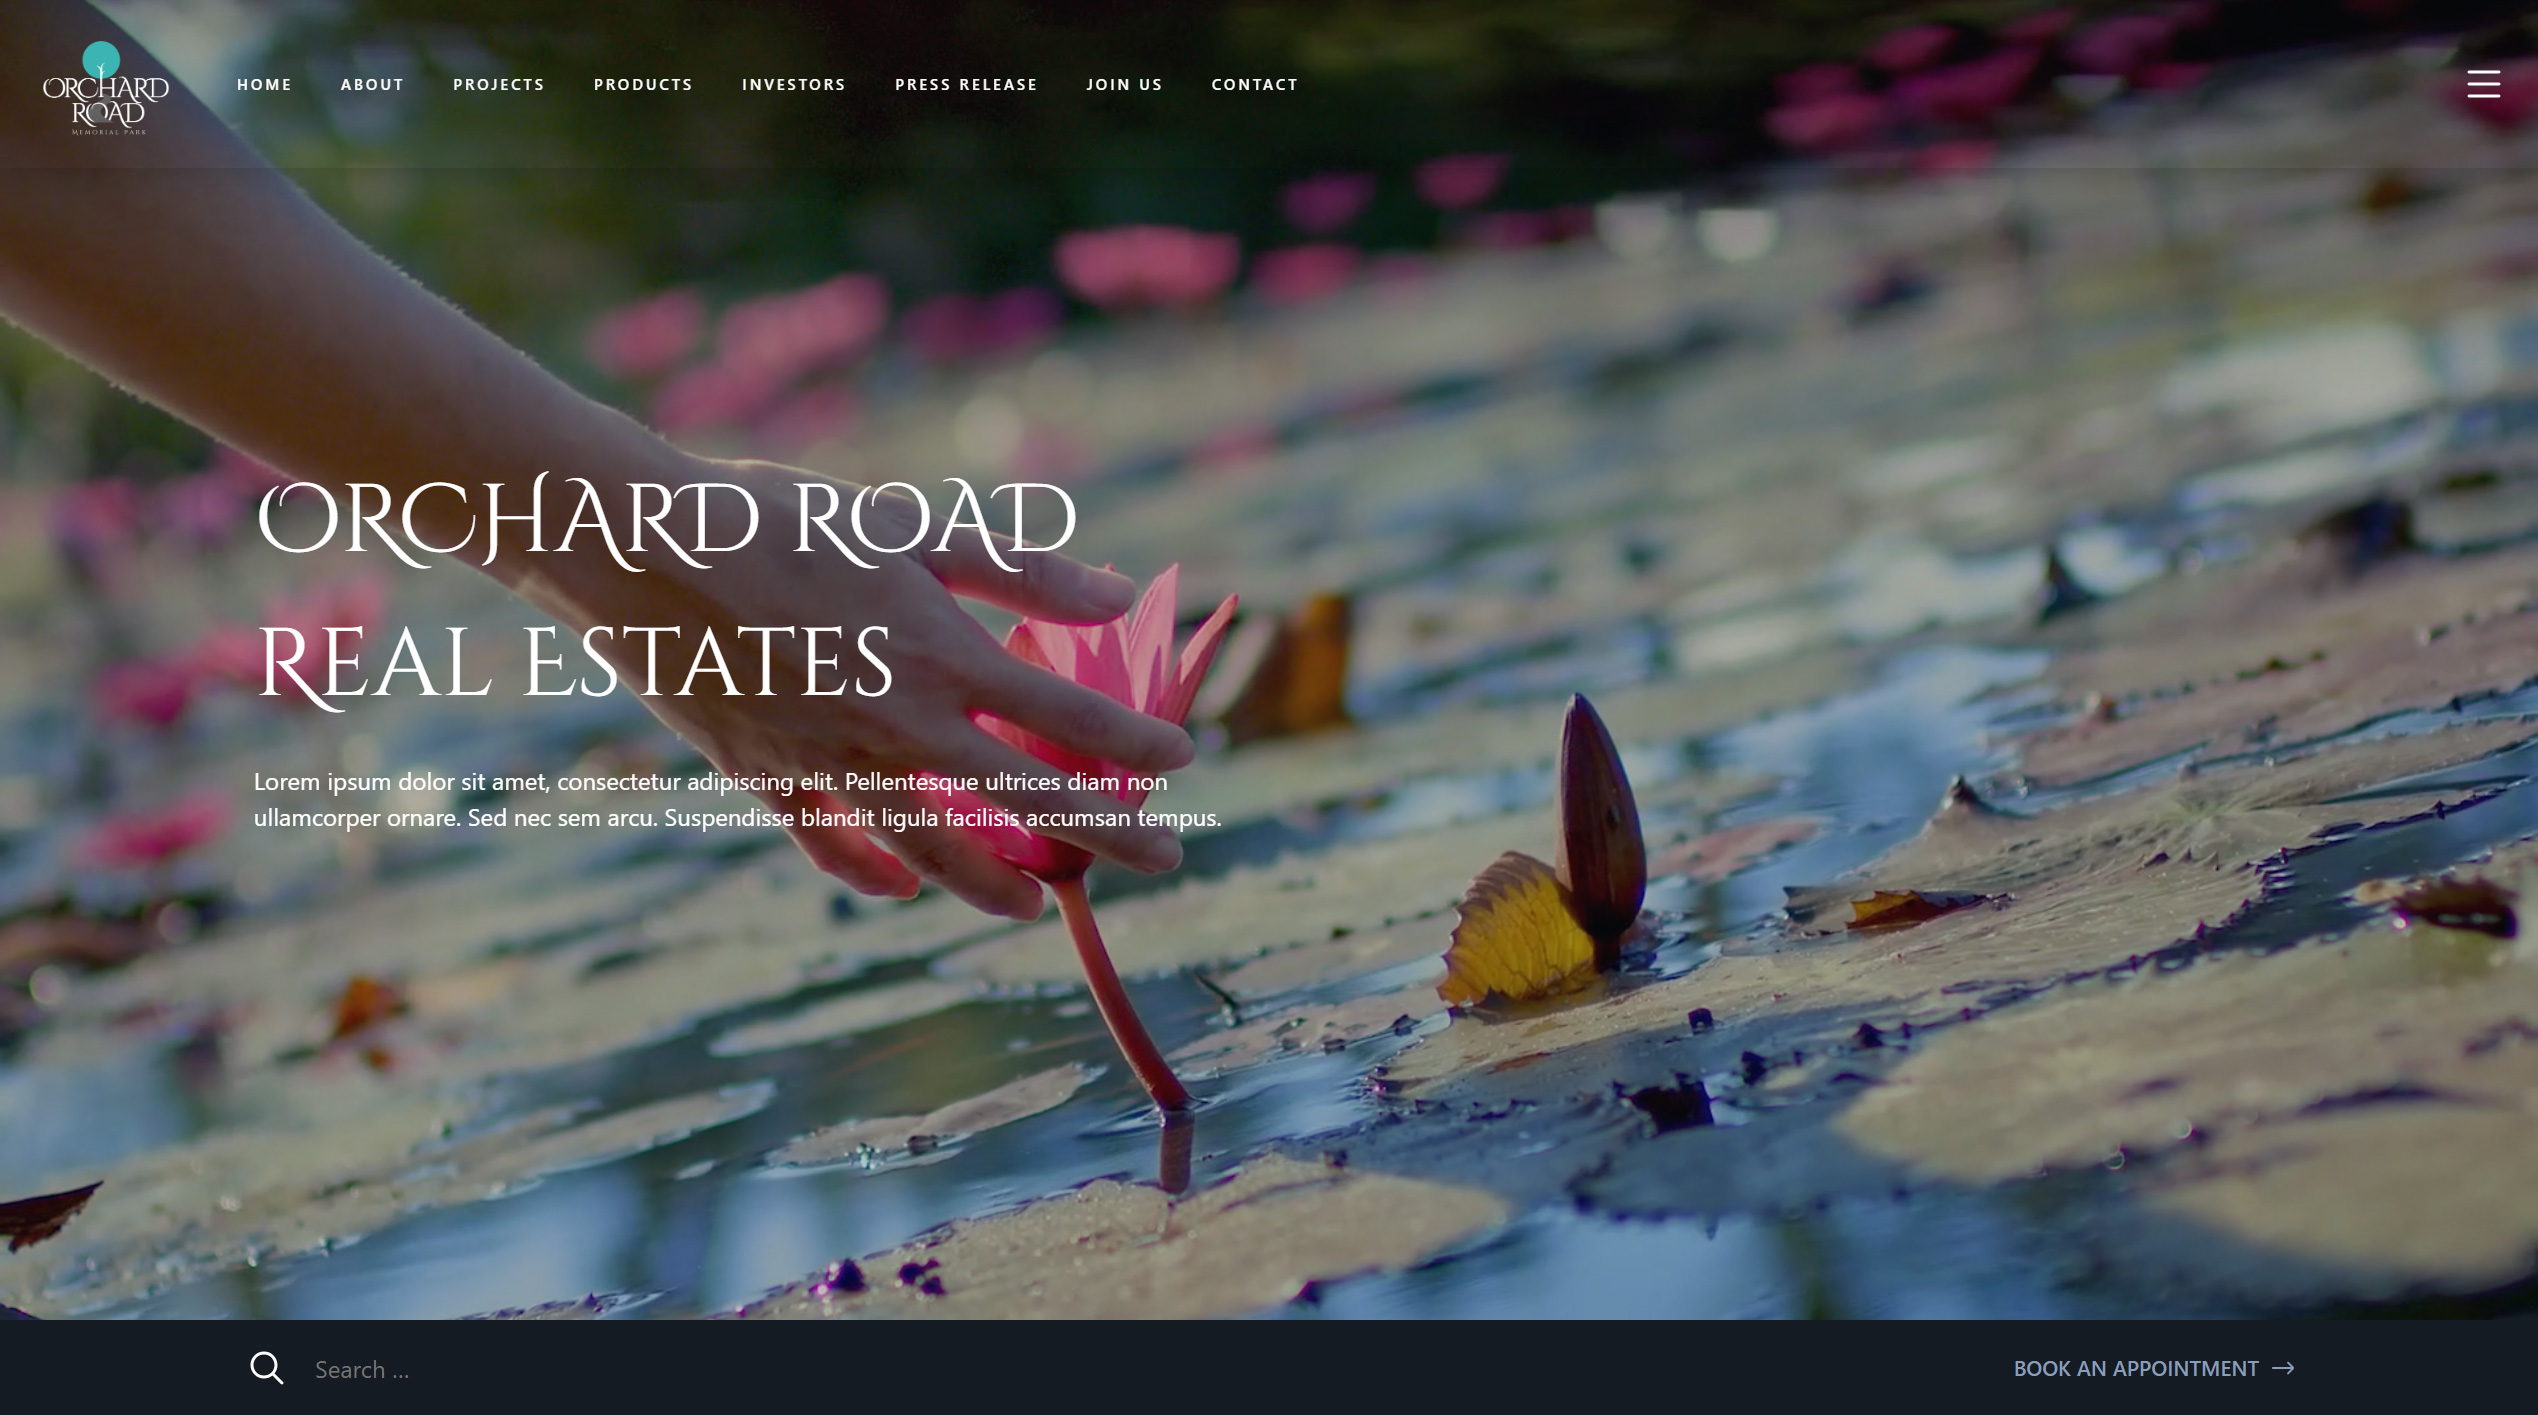 ORCHARD
ROAD
MEMORIAL PARK
HOME ABOUT PROJECTS PRODUCTS INVESTORS PRESS RELEASE JOIN US CONTACT
ORCHARD ROAD
REAL ESTATES
Lorem ipsum dolor sit amet, consectetur adipiscing elit. Pellentesque ultrices diam non
ullamcorper ornare. Sed nec sem arcu. Suspendisse blandit ligula facilisis accumsan tempus.
Search ...
BOOK AN APPOINTMENT